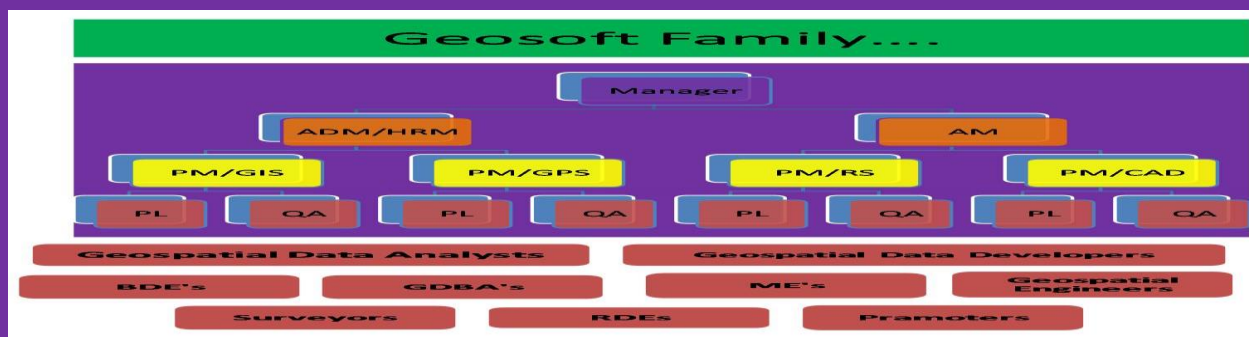 Geosoft Family....
Manager
ADM/HRM AM
PM/GIS PM/GPS PM/RS PM/CAD
PL QA PL QA PL QA PL QA
Geospatial Data Analysts Geospatial Data Developers
BDE's GDBA's ME's Geospatial
Engineers
Surveyors RDEs Pramoters